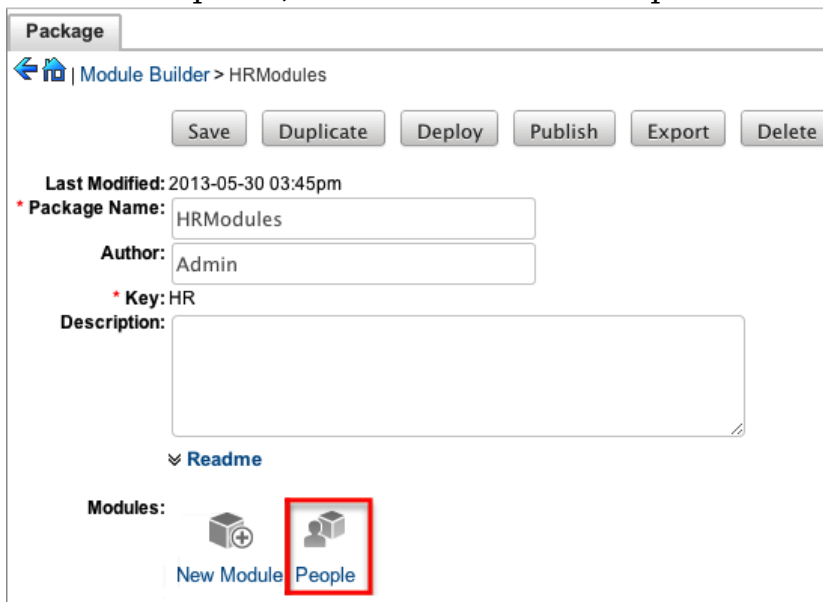 Package
| Module Builder > HRModules
Save Duplicate Deploy Publish Export Delete
Last Modified: 2013-05-30 03:45pm
* Package Name: HRModules
Author: Admin
* Key: HR
Description:
Readme
Modules:
New Module People